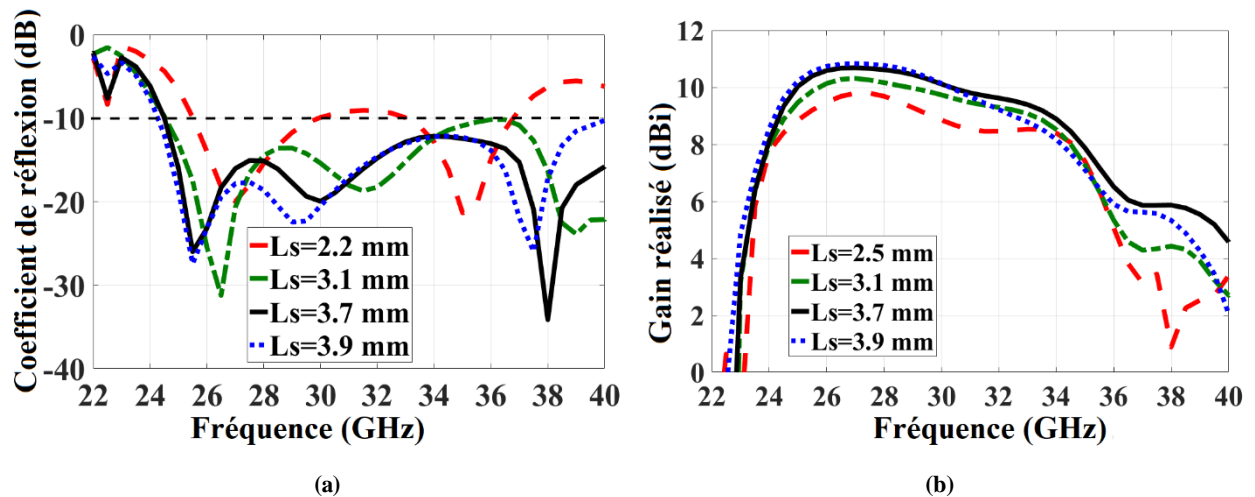 Coefficient de réflexion (dB)
0
-10
-20
-30
-40
22 24 26 28 30 32 34 36 38 40
Fréquence (GHz)
Ls=2.2 mm
Ls=3.1 mm
Ls=3.7 mm
Ls=3.9 mm
(a)
Gain réalisé (dBi)
12
10
8
6
4
2
0
22 24 26 28 30 32 34 36 38 40
Fréquence (GHz)
Ls=2.5 mm
Ls=3.1 mm
Ls=3.7 mm
Ls=3.9 mm
(b)